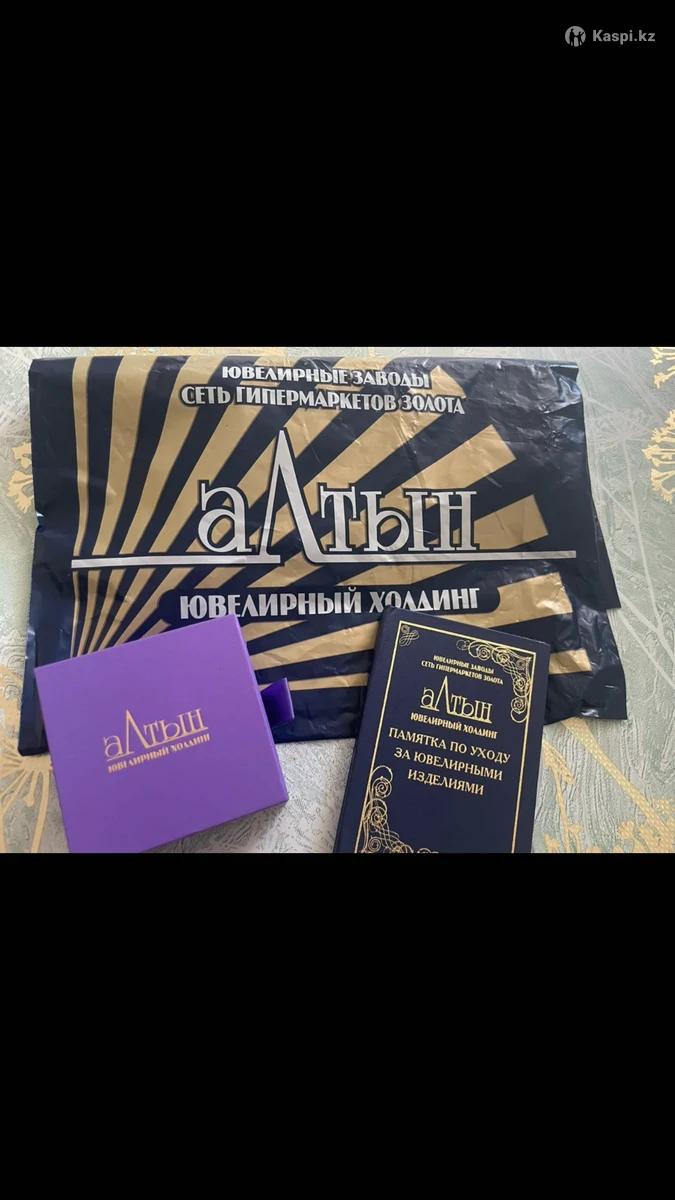 Kaspi.kz
ЮВЕЛИРНЫЕ ЗАВОДЫ
СЕТЬ ГИПЕРМАРКЕТОВ ЗОЛОТА
аЛтын
ЮВЕЛИРНЫЙ ХОЛДИНГ
аЛтын
ЮВЕЛИРНЫЙ ХОЛДИНГ
ЮВЕЛИРНЫЕ ЗАВОДЫ
СЕТЬ ГИПЕРМАРКЕТОВ ЗОЛОТА
аЛтын
ЮВЕЛИРНЫЙ ХОЛДИНГ
ПАМЯТКА ПО УХОДУ
ЗА ЮВЕЛИРНЫМИ
ИЗДЕЛИЯМИ